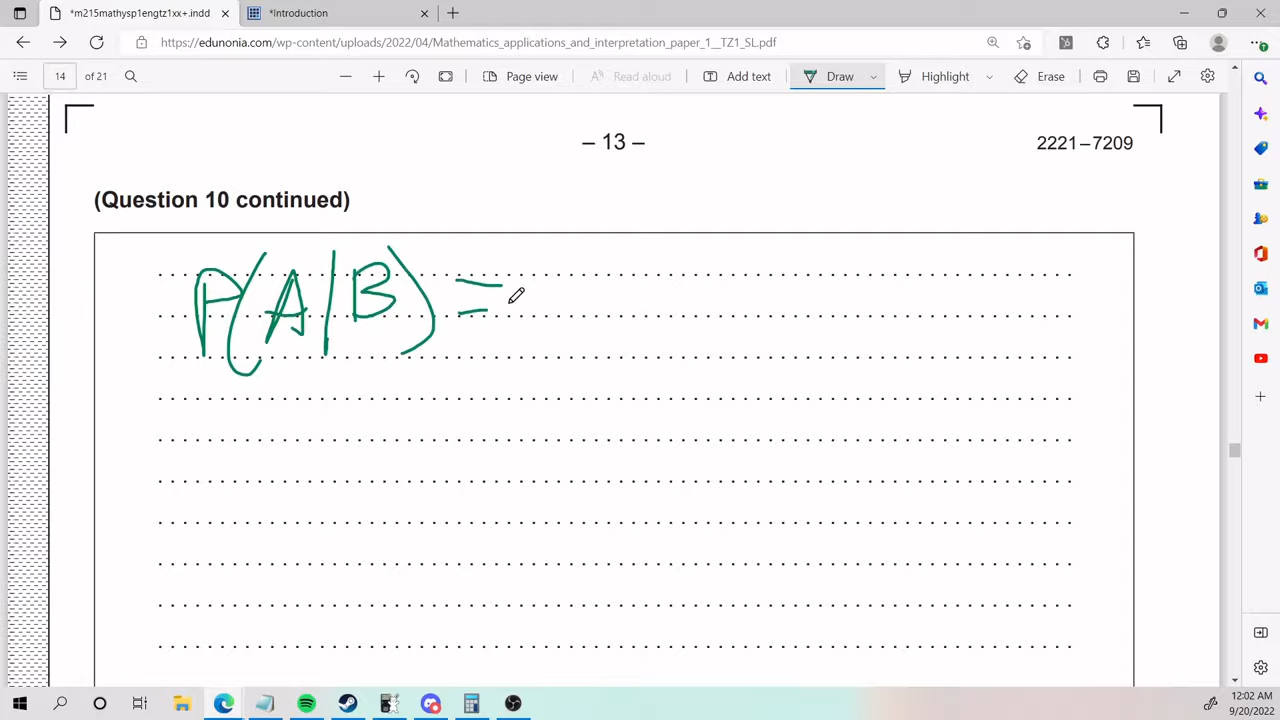 *m215mathysp1engtz1xx+.indd
*Introduction
https://edunonia.com/wp-content/uploads/2022/04/Mathematics_applications_and_interpretation_paper_1__TZ1_SL.pdf
14 of 21
Page view
Read aloud
Add text
Draw
Highlight
Erase
– 13 –
2221–7209
(Question 10 continued)
P(A|B) =
12:02 AM
9/20/2022